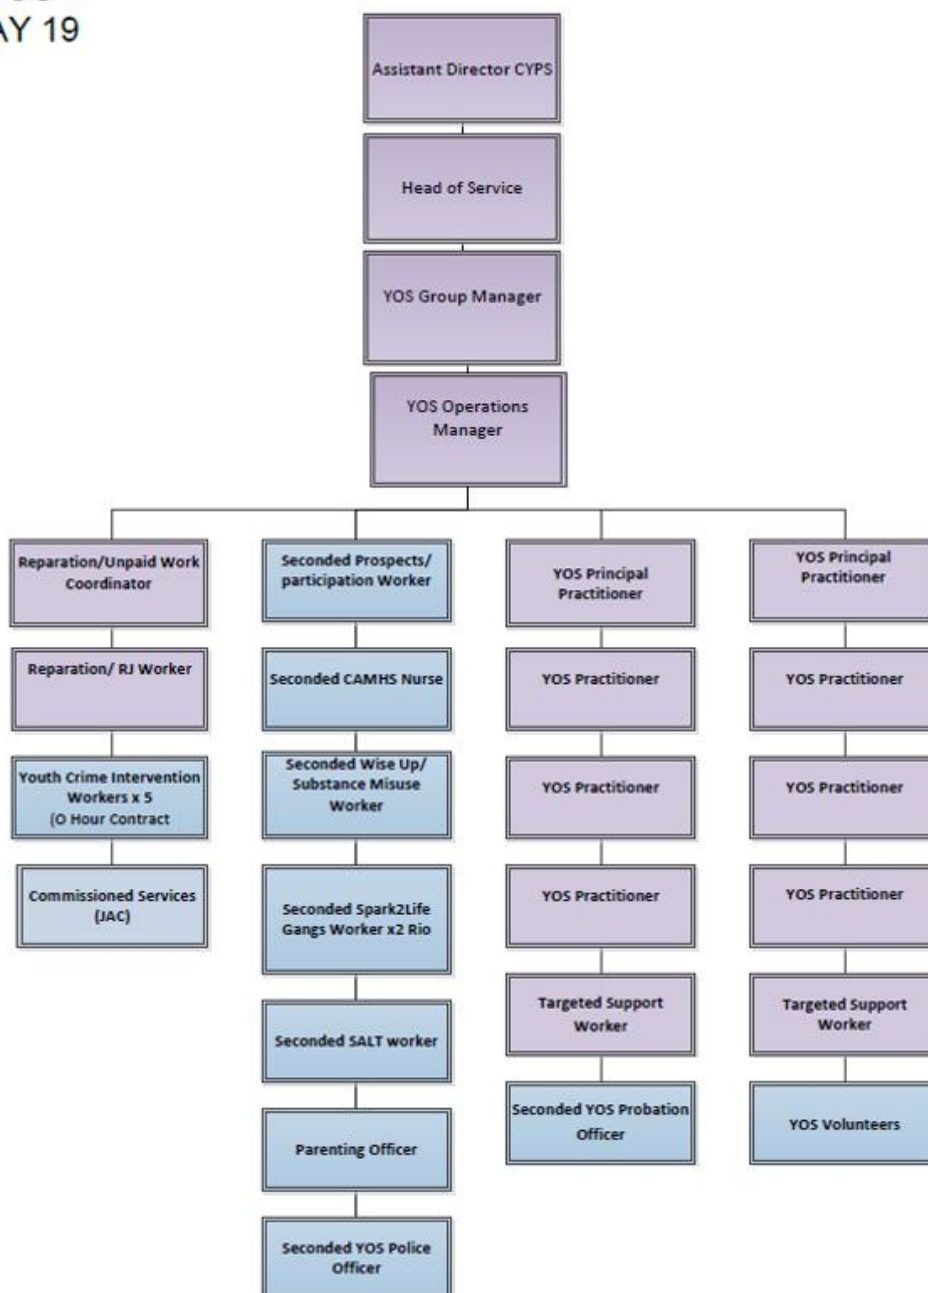 AY 19
Assistant Director CYPS
Head of Service
YOS Group Manager
YOS Operations
Manager
Reparation/Unpaid Work
Coordinator
Reparation/ RJ Worker
Youth Crime Intervention
Workers x 5
(O Hour Contract
Commissioned Services
(JAC)
Seconded Prospects/
participation Worker
Seconded CAMHS Nurse
Seconded Wise Up/
Substance Misuse
Worker
Seconded Spark2Life
Gangs Worker x2 Rio
Seconded SALT worker
Parenting Officer
Seconded YOS Police
Officer
YOS Principal
Practitioner
YOS Practitioner
YOS Practitioner
YOS Practitioner
Targeted Support
Worker
Seconded YOS Probation
Officer
YOS Principal
Practitioner
YOS Practitioner
YOS Practitioner
YOS Practitioner
Targeted Support
Worker
YOS Volunteers